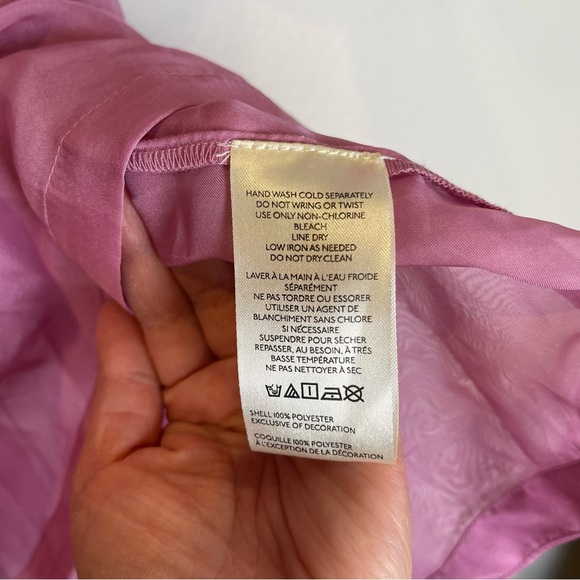 HAND WASH COLD SEPARATELY
DO NOT WRING OR TWIST
USE ONLY NON-CHLORINE
BLEACH
LINE DRY
LOW IRON AS NEEDED
DO NOT DRY CLEAN
LAVER À LA MAIN À L'EAU FROIDE
SÉPARÉMENT
NE PAS TORDRE OU ESSORER
UTILISER UN AGENT DE
BLANCHIMENT SANS CHLORE
SI NÉCESSAIRE
SUSPENDRE POUR SÈCHER
REPASSER, AU BESOIN, À TRÉS
BASSE TEMPÉRATURE
NE PAS NETTOYER À SEC
SHELL 100% POLYESTER
EXCLUSIVE OF DECORATION
COQUILLE 100% POLYESTER
À L'EXCEPTION DE LA DÉCORATION